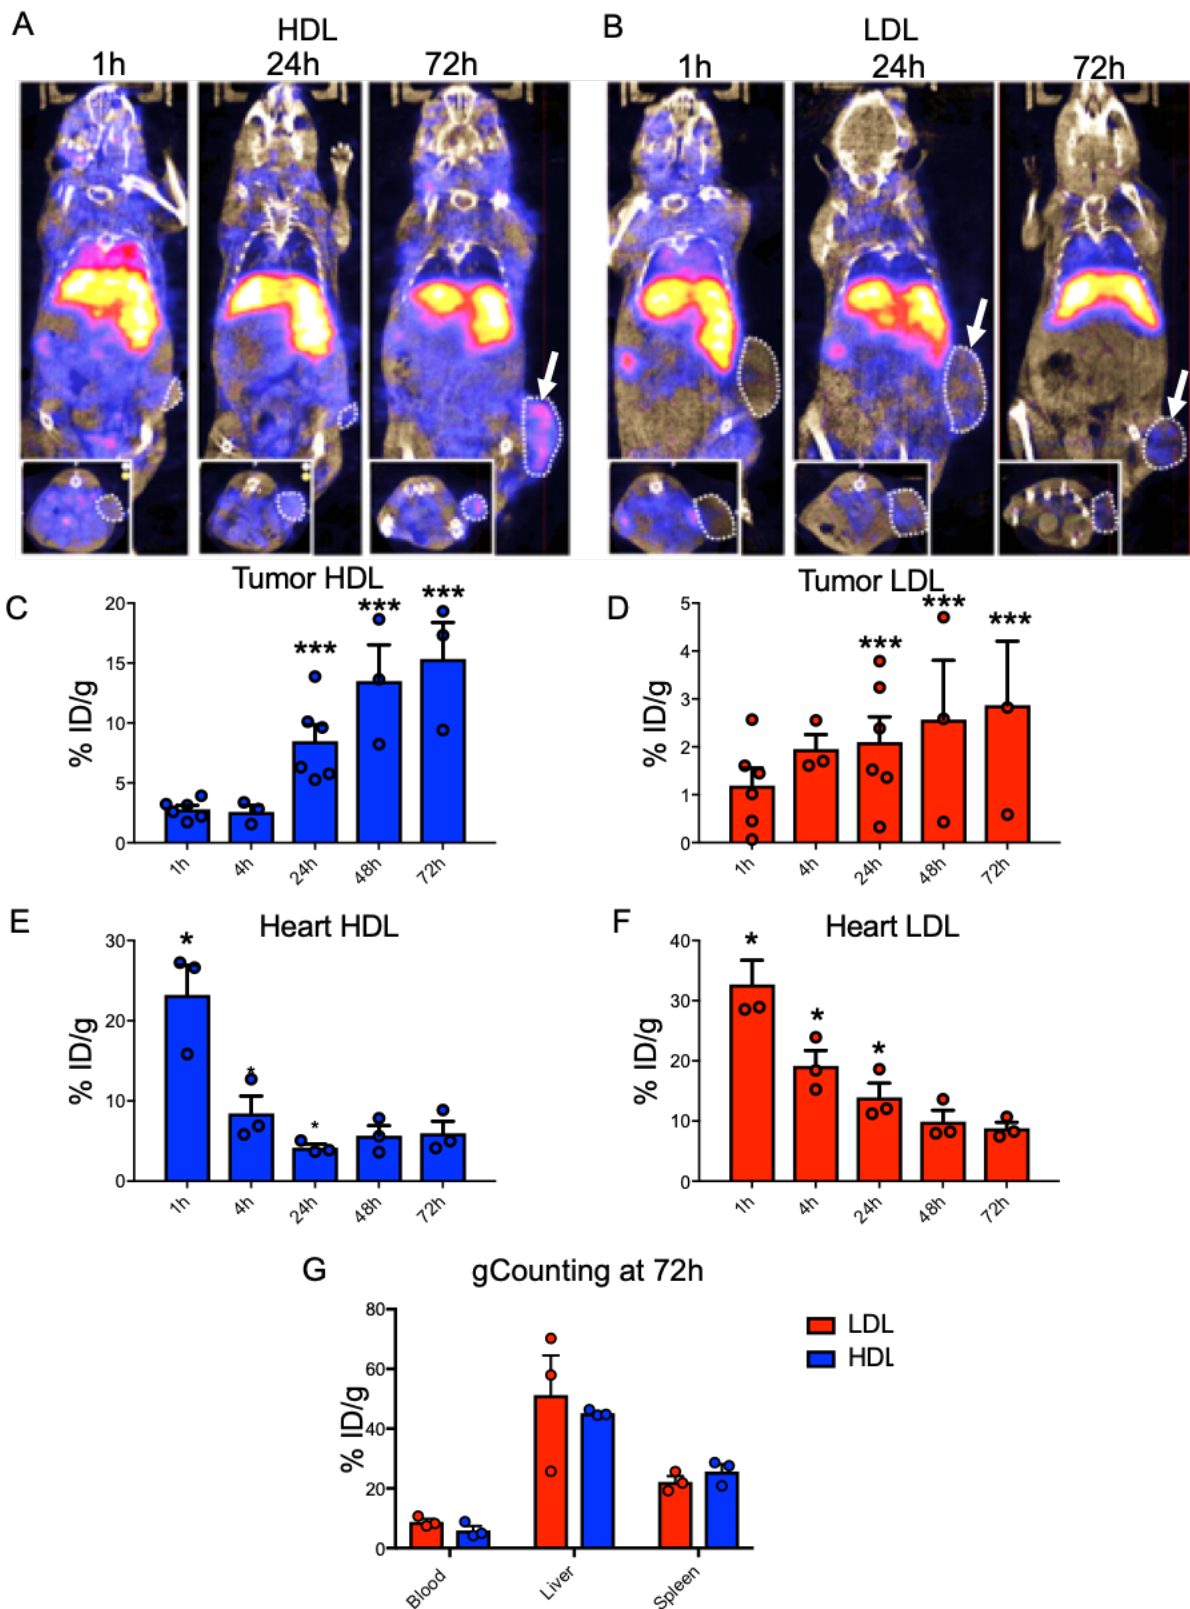 A
HDL
1h 24h 72h
B
LDL
1h 24h 72h
C
Tumor HDL
*** *** ***
% ID/g
20
15
10
5
0
1h 4h 24h 48h 72h
D
Tumor LDL
*** *** ***
% ID/g
5
4
3
2
1
0
1h 4h 24h 48h 72h
E
Heart HDL
* * *
% ID/g
30
20
10
0
1h 4h 24h 48h 72h
F
Heart LDL
* * *
% ID/g
40
30
20
10
0
1h 4h 24h 48h 72h
G
gCounting at 72h
% ID/g
80
60
40
20
0
Blood Liver Spleen
LDL
HDL